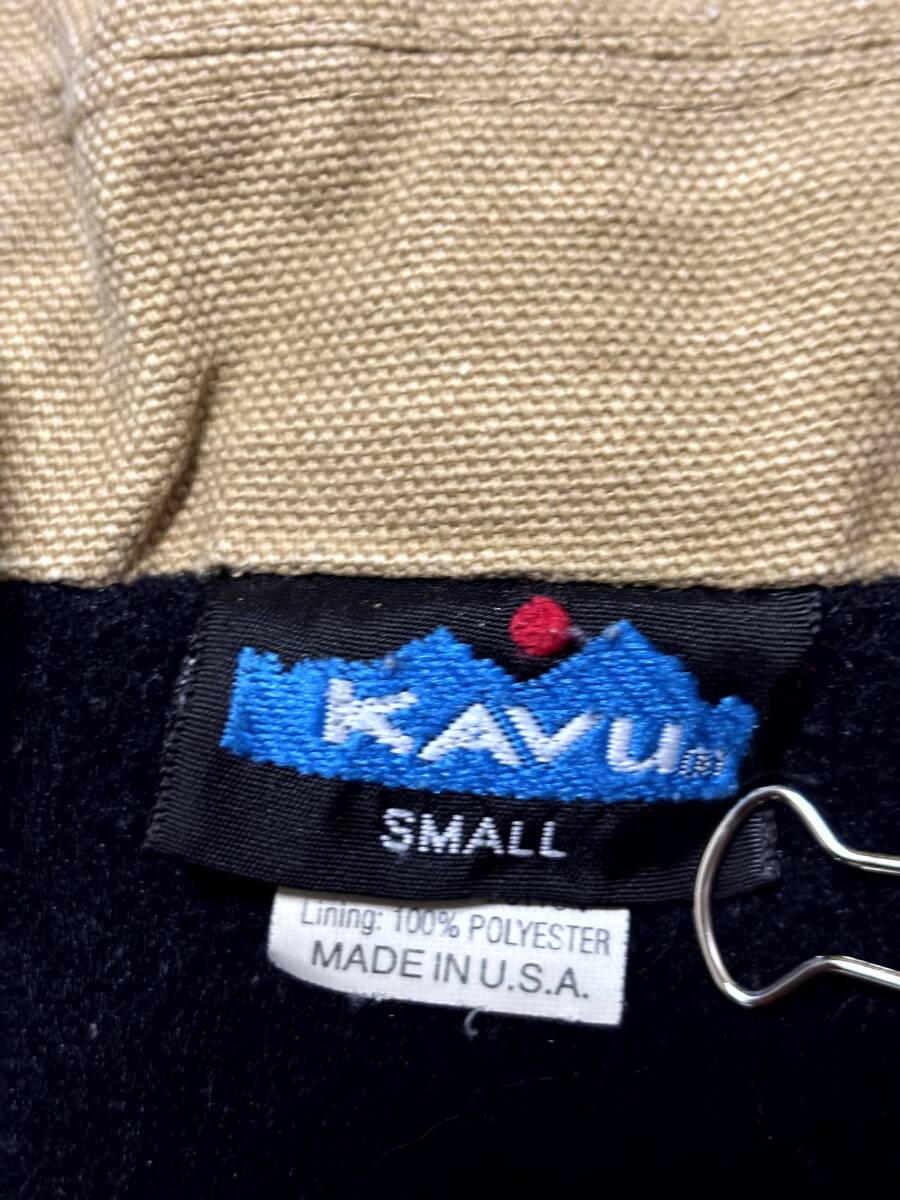 KAVU®
SMALL
Lining: 100% POLYESTER
MADE IN U.S.A.